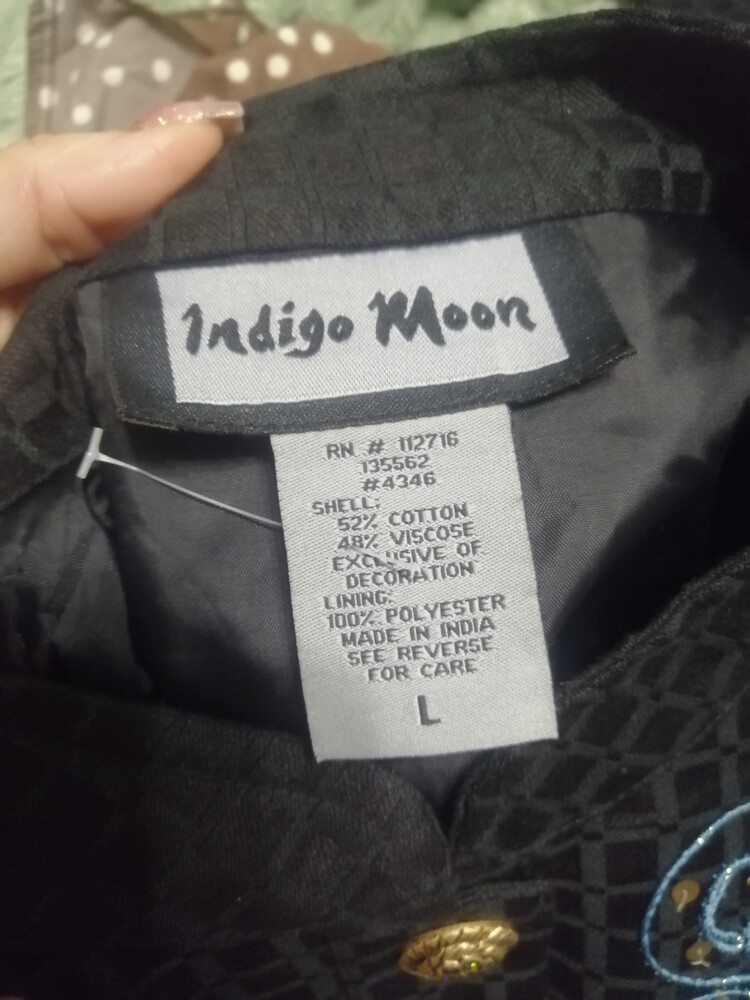 Indigo Moon
RN # 112716
135562
#4346
SHELL:
52% COTTON
48% VISCOSE
EXCLUSIVE OF
DECORATION
LINING:
100% POLYESTER
MADE IN INDIA
SEE REVERSE
FOR CARE
L